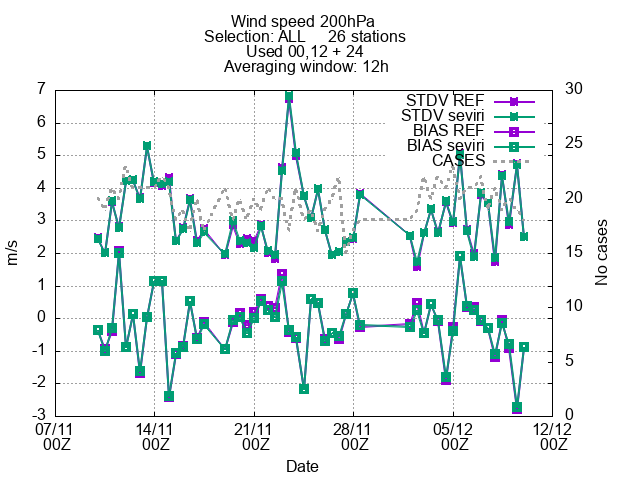 Wind speed 200hPa
Selection: ALL 26 stations
Used 00,12 + 24
Averaging window: 12h
STDV REF
STDV seviri
BIAS REF
BIAS seviri
CASES
7
6
5
4
3
2
1
0
-1
-2
-3
m/s
30
25
20
15
10
5
0
No cases
07/11 14/11 21/11 28/11 05/12 12/12
00Z 00Z 00Z 00Z 00Z 00Z
Date